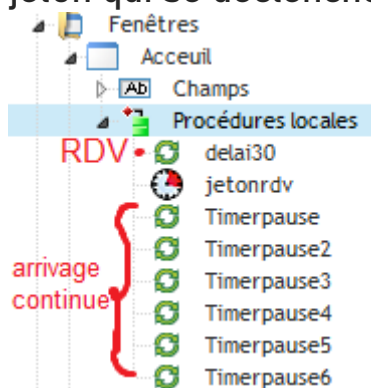 jeton qui se déclenche
Fenêtres
Acceuil
Ab Champs
Procédures locales
RDV delai30
jetonrdv
Timerpause
Timerpause2
Timerpause3
arrivage
continue
Timerpause4
Timerpause5
Timerpause6